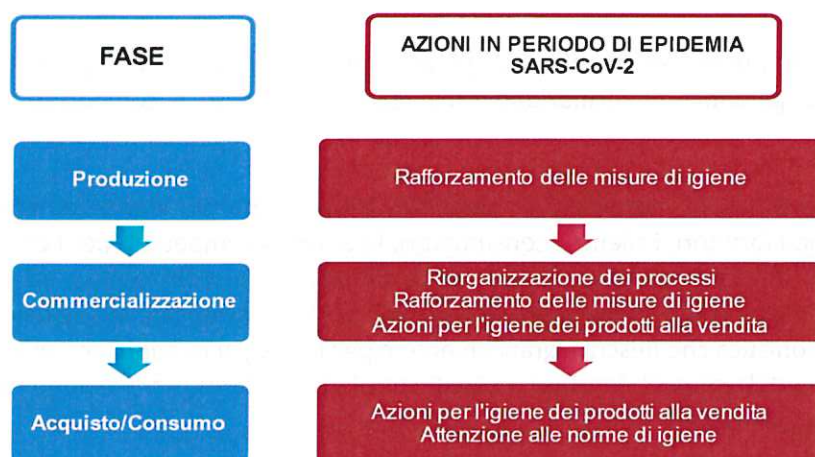 FASE
AZIONI IN PERIODO DI EPIDEMIA
SARS-CoV-2
Produzione
Rafforzamento delle misure di igiene
Commercializzazione
Riorganizzazione dei processi
Rafforzamento delle misure di igiene
Azioni per l'igiene dei prodotti alla vendita
Acquisto/Consumo
Azioni per l'igiene dei prodotti alla vendita
Attenzione alle norme di igiene